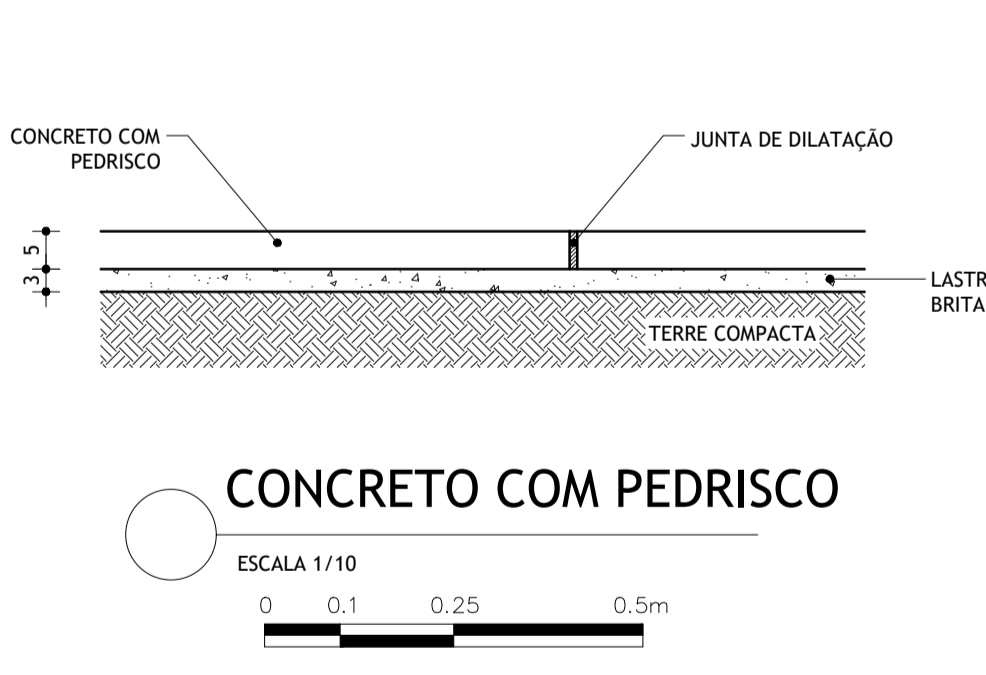 CONCRETO COM
PEDRISCO
JUNTA DE DILATAÇÃO
5
3
LASTR
BRITA
TERRE COMPACTA
CONCRETO COM PEDRISCO
ESCALA 1/10
0 0.1 0.25 0.5m